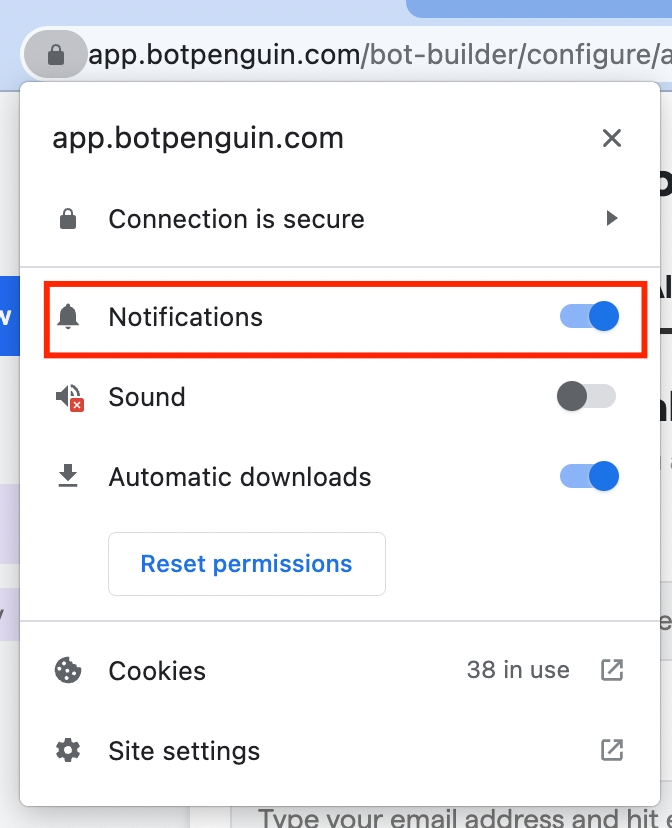 app.botpenguin.com/bot-builder/configure/a
app.botpenguin.com
Connection is secure
Notifications
Sound
Automatic downloads
Reset permissions
Cookies 38 in use
Site settings
Type your email address and hit